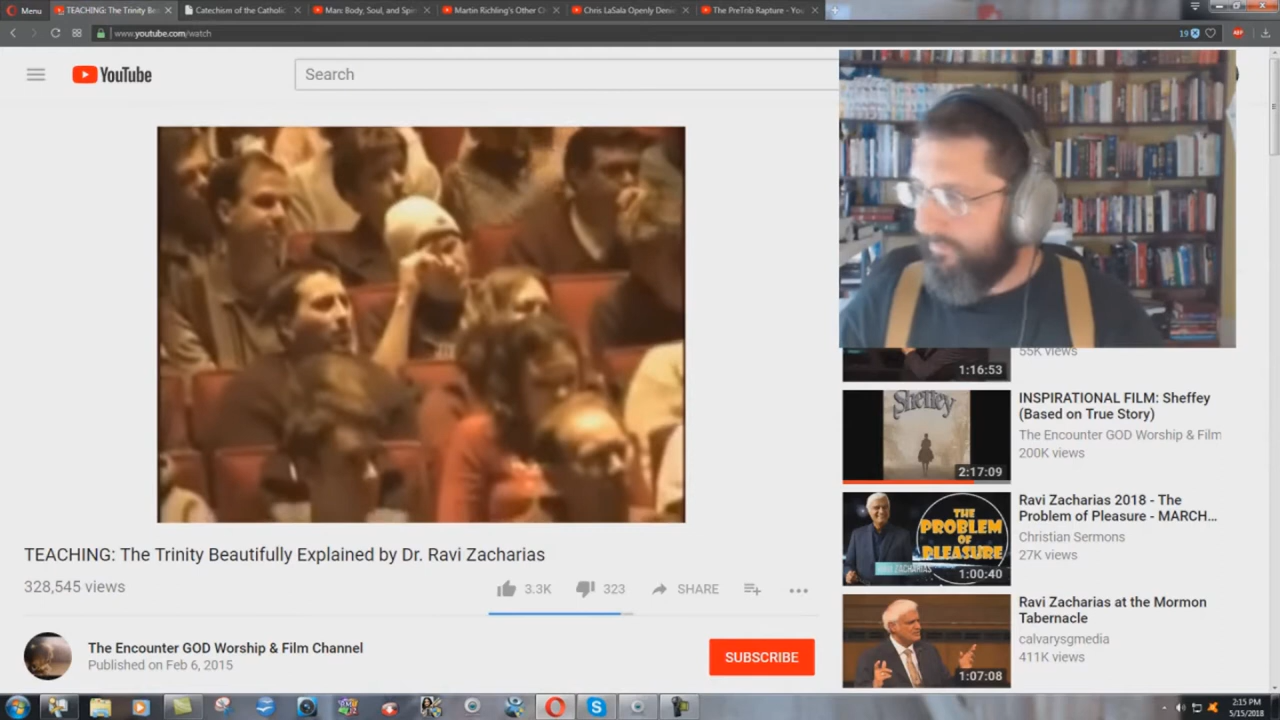 Menu
TEACHING: The Trinity Be
Catechism of the Catholic
Man: Body, Soul, and Spir
Martin Richling's Other C
Chris LaSala Openly Deni
The PreTrib Rapture - You
www.youtube.com/watch
19
ABP
YouTube
Search
55K views
1:16:53
Sheffey
2:17:09
INSPIRATIONAL FILM: Sheffey
(Based on True Story)
The Encounter GOD Worship & Film
200K views
THE
PROBLEM
OF
PLEASURE
RAVI ZACHARIAS
1:00:40
Ravi Zacharias 2018 - The
Problem of Pleasure - MARCH...
Christian Sermons
27K views
1:07:08
Ravi Zacharias at the Mormon
Tabernacle
calvarysgmedia
411K views
TEACHING: The Trinity Beautifully Explained by Dr. Ravi Zacharias
328,545 views
3.3K
323
SHARE
The Encounter GOD Worship & Film Channel
Published on Feb 6, 2015
SUBSCRIBE
2:15 PM
5/15/2018